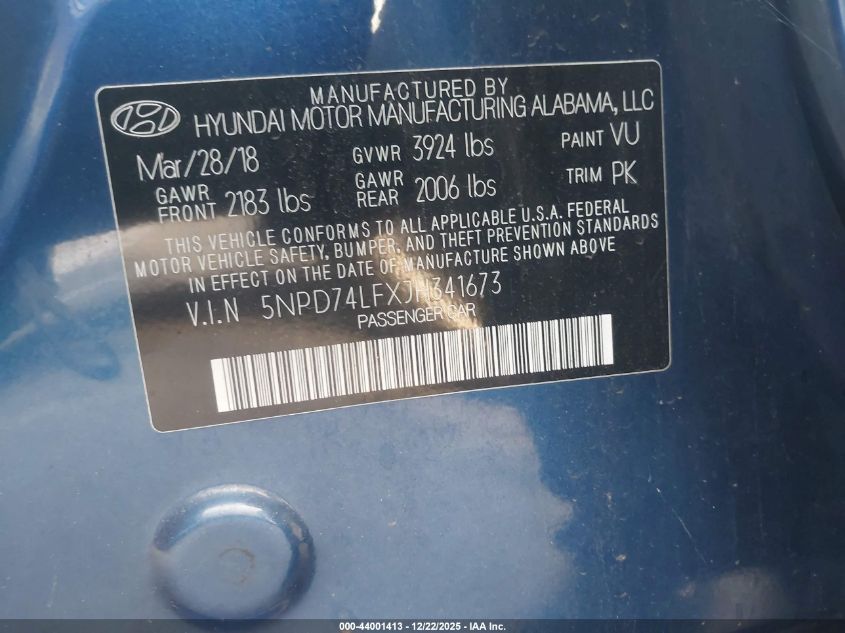 MANUFACTURED BY
HYUNDAI MOTOR MANUFACTURING ALABAMA, LLC
Mar/28/18 GVWR 3924 lbs PAINT VU
GAWR FRONT 2183 lbs GAWR REAR 2006 lbs TRIM PK
THIS VEHICLE CONFORMS TO ALL APPLICABLE U.S.A. FEDERAL
MOTOR VEHICLE SAFETY, BUMPER, AND THEFT PREVENTION STANDARDS
IN EFFECT ON THE DATE OF MANUFACTURE SHOWN ABOVE
V.I.N 5NPD74LFXJH341673
PASSENGER CAR
000-44001413 - 12/22/2025 - IAA Inc.